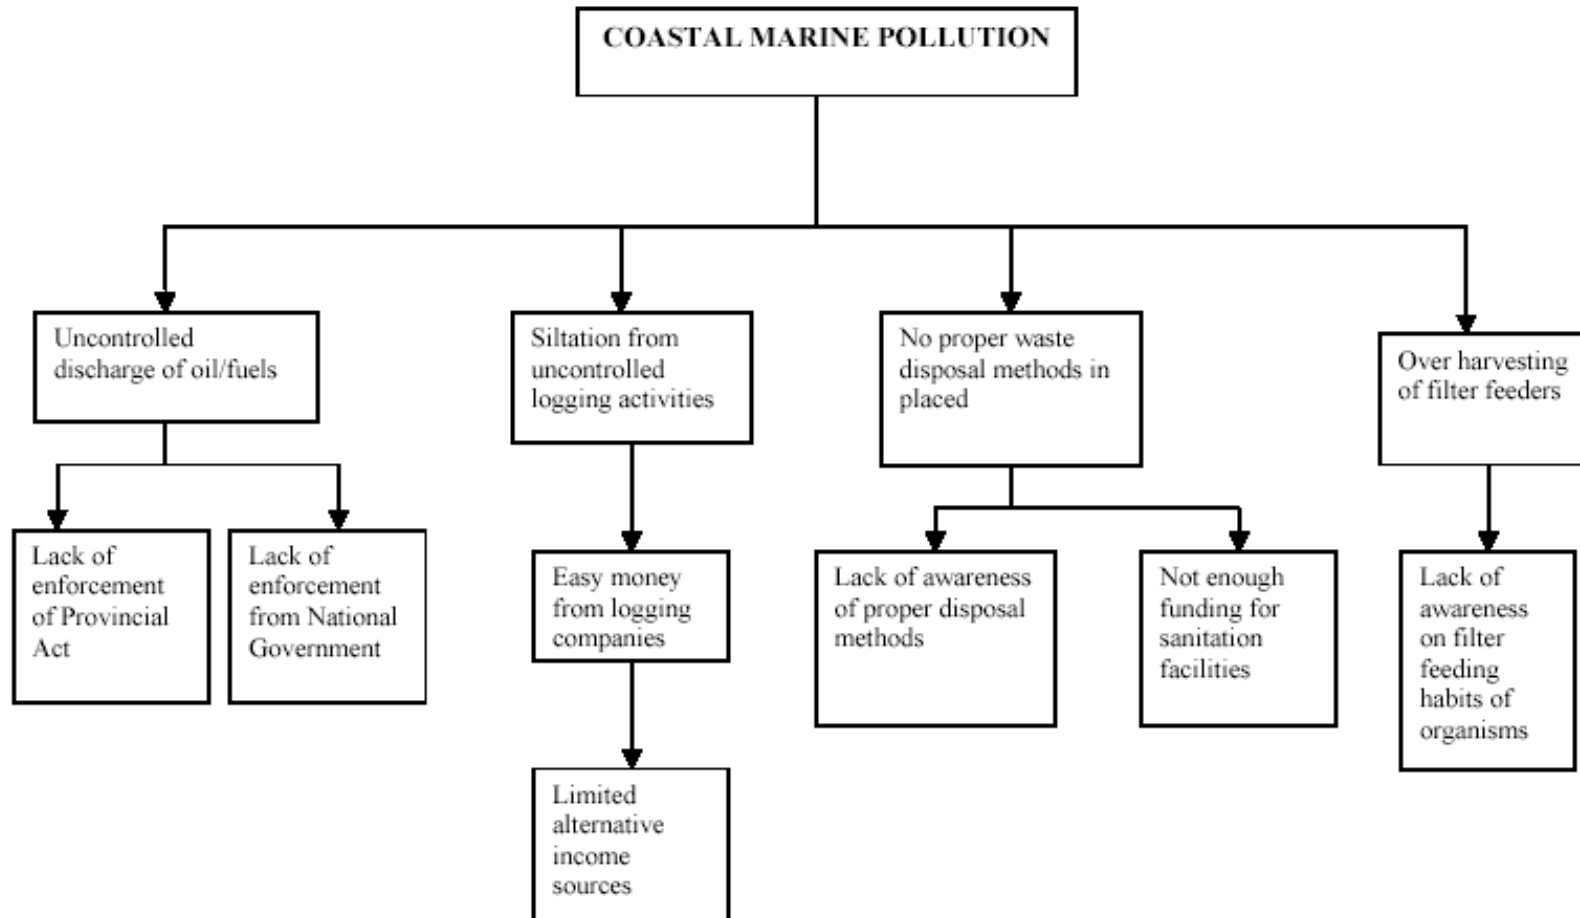 COASTAL MARINE POLLUTION
Uncontrolled
discharge of oil/fuels
Siltation from
uncontrolled
logging activities
No proper waste
disposal methods in
placed
Over harvesting
of filter feeders
Lack of
enforcement
of Provincial
Act
Lack of
enforcement
from National
Government
Easy money
from logging
companies
Lack of awareness
of proper disposal
methods
Not enough
funding for
sanitation
facilities
Lack of
awareness
on filter
feeding
habits of
organisms
Limited
alternative
income
sources